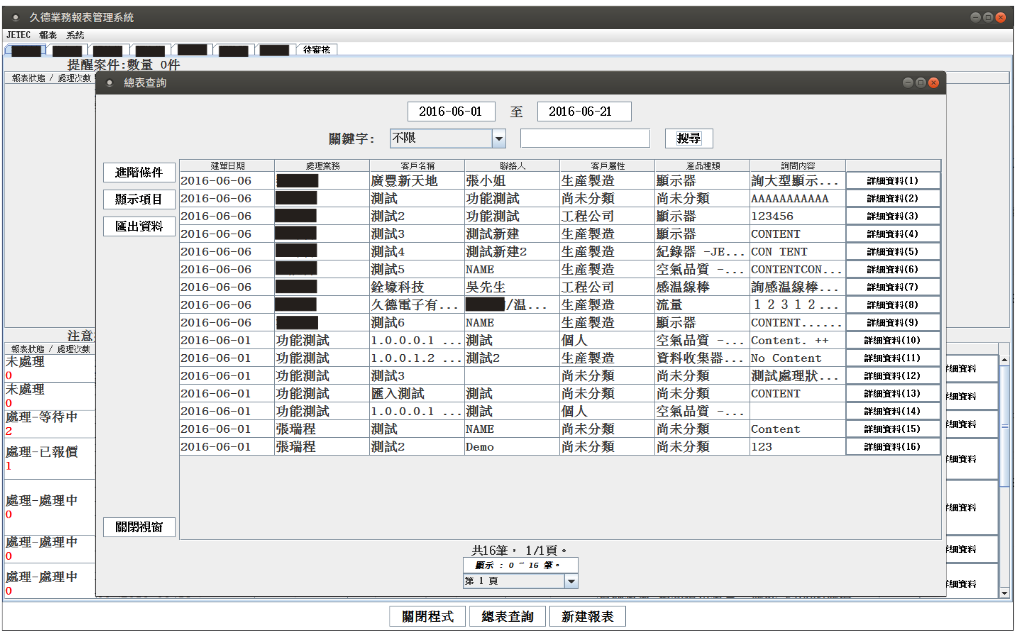 久德業務報表管理系統
JETEC 報表 系統
待審核
提醒案件:數量 0件
報表狀態 / 處理次數
總表查詢
2016-06-01 至 2016-06-21
關鍵字: 不限 搜尋
進階條件
顯示項目
匯出資料
建單日期 處理業務 客戶名稱 聯絡人 客戶屬性 產品種類 詢問內容
2016-06-06 廣豐新天地 張小姐 生產製造 顯示器 詢大型顯示... 詳細資料(1)
2016-06-06 測試 功能測試 尚未分類 尚未分類 AAAAAAAAAAA 詳細資料(2)
2016-06-06 測試2 功能測試 工程公司 顯示器 123456 詳細資料(3)
2016-06-06 測試3 測試新建 生產製造 顯示器 CONTENT 詳細資料(4)
2016-06-06 測試4 測試新建2 生產製造 紀錄器 -JE... CON TENT 詳細資料(5)
2016-06-06 測試5 NAME 生產製造 空氣品質 -... CONTENTCON... 詳細資料(6)
2016-06-06 銓壕科技 吳先生 工程公司 感溫線棒 詢感溫線棒... 詳細資料(7)
2016-06-06 久德電子有... /温... 生產製造 流量 １２３１２... 詳細資料(8)
2016-06-06 測試6 NAME 生產製造 顯示器 CONTENT...... 詳細資料(9)
2016-06-01 功能測試 1.0.0.0.1 ... 測試 個人 空氣品質 -... Content. ++ 詳細資料(10)
2016-06-01 功能測試 1.0.0.1.2 ... 測試2 生產製造 資料收集器... No Content 詳細資料(11)
2016-06-01 功能測試 測試3 尚未分類 尚未分類 測試處理狀... 詳細資料(12)
2016-06-01 功能測試 匯入測試 測試 尚未分類 尚未分類 CONTENT 詳細資料(13)
2016-06-01 功能測試 1.0.0.0.1 ... 測試 個人 空氣品質 -... 詳細資料(14)
2016-06-01 張瑞程 測試 NAME 尚未分類 尚未分類 Content 詳細資料(15)
2016-06-01 張瑞程 測試2 Demo 尚未分類 尚未分類 123 詳細資料(16)
關閉視窗
共16筆， 1/1頁。
顯示 : 0 ~ 16 筆。
第 1 頁
注意
報表狀態 / 處理次數
未處理
0
細資料
未處理
0
細資料
處理-等待中
2
細資料
處理-已報價
1
細資料
處理-處理中
0
細資料
處理-處理中
0
細資料
處理-處理中
0
細資料
關閉程式 總表查詢 新建報表